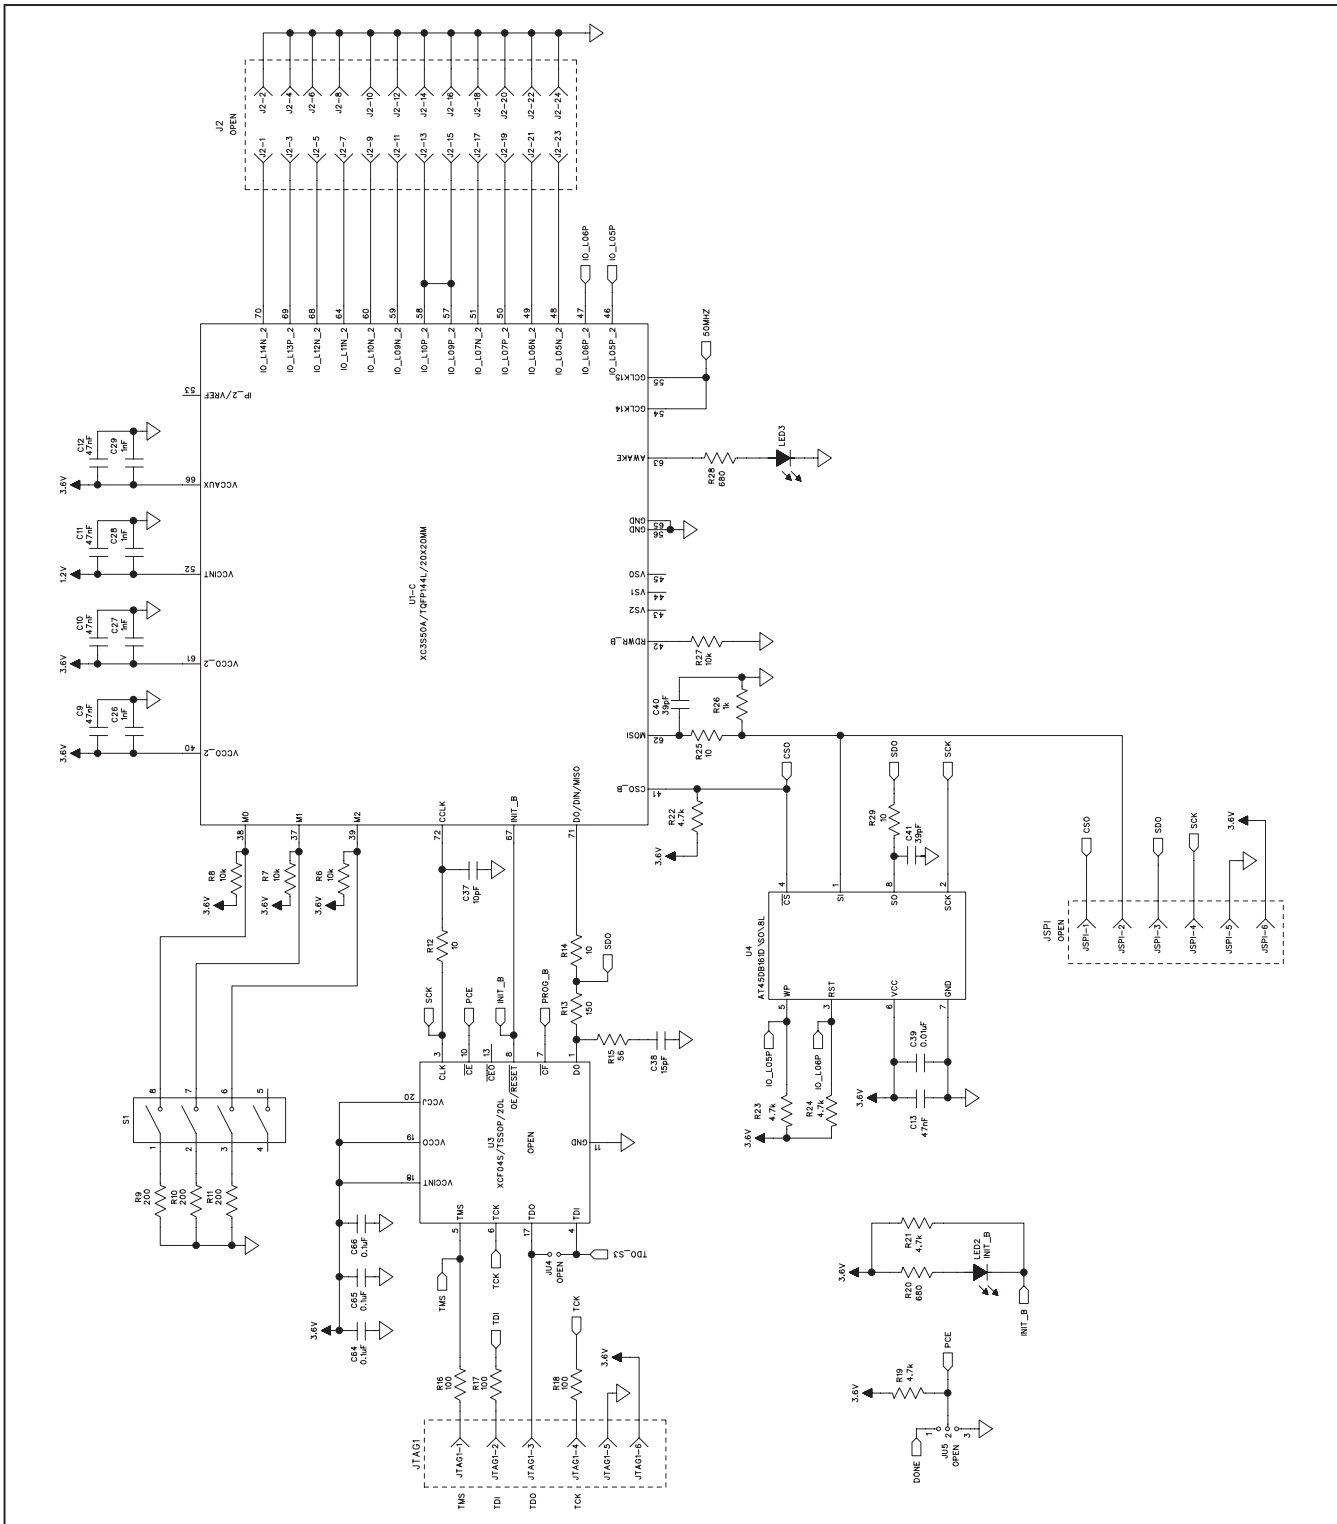 J2
OPEN
J2-2
J2-4
J2-6
J2-8
J2-10
J2-12
J2-14
J2-16
J2-18
J2-20
J2-22
J2-24
J2-1
J2-3
J2-5
J2-7
J2-9
J2-11
J2-13
J2-15
J2-17
J2-19
J2-21
J2-23
IO_L06P
IO_L05P
70
69
68
64
60
59
58
57
51
50
49
48
47
46
IO_L14N_2
IO_L13P_2
IO_L12N_2
IO_L11N_2
IO_L10N_2
IO_L09N_2
IO_L10P_2
IO_L09P_2
IO_L07N_2
IO_L07P_2
IO_L06N_2
IO_L05N_2
IO_L06P_2
IO_L05P_2
53
IP_2/VREF
C12
47nF
C29
1nF
3.6V
66
VCCAUX
C11
47nF
C28
1nF
1.2V
52
VCCINT
C10
47nF
C27
1nF
3.6V
61
VCCO_2
C9
47nF
C26
1nF
3.6V
40
VCCO_2
U1-C
XC3S50A/TQFP144L/20X20MM
GCLK15
55
GCLK14
54
50MHZ
AWAKE
63
R28
680
LED3
GND
65
GND
56
VS0
45
VS1
44
VS2
43
RDWR_B
42
R27
10k
C40
39pF
R26
1k
MOSI
62
R25
10
CSO_B
41
R22
4.7k
3.6V
CSO
SDO
SCK
M0
38
M1
37
M2
39
CCLK
72
INIT_B
67
DO/DIN/MISO
71
R8
10k
3.6V
R7
10k
3.6V
R6
10k
3.6V
C37
10pF
R12
10
R14
10
SDO
R13
150
R15
56
C38
15pF
SCK
PCE
INIT_B
PROG_B
3
10
13
8
7
1
CLK
CE
CEO
OE/RESET
CF
DO
U3
XCF04S/TSSOP/20L
OPEN
20
VCCJ
19
VCCO
18
VCCINT
GND
11
TMS
TCK
TDO
TDI
5
6
17
4
S1
8
7
6
5
1
2
3
4
R9
200
R10
200
R11
200
C66
0.1uF
C65
0.1uF
C64
0.1uF
3.6V
TMS
TCK
JU4
OPEN
TDO_S3
TDI
TCK
R16
100
R17
100
R18
100
3.6V
JTAG1
JTAG1-1
JTAG1-2
JTAG1-3
JTAG1-4
JTAG1-5
JTAG1-6
TMS
TDI
TDO
TCK
R29
10
C41
39pF
4
1
8
2
CS
SI
SO
SCK
U4
AT45DB161D\SO\8L
WP
RST
VCC
GND
5
3
6
7
IO_L05P
IO_L06P
R23
4.7k
R24
4.7k
3.6V
C39
0.01uF
C13
47nF
3.6V
CSO
SDO
SCK
3.6V
JSPI
OPEN
JSPI-1
JSPI-2
JSPI-3
JSPI-4
JSPI-5
JSPI-6
R21
4.7k
3.6V
R20
680
LED2
INIT_B
INIT_B
3.6V
R19
4.7k
PCE
DONE
1
2
3
JU5
OPEN